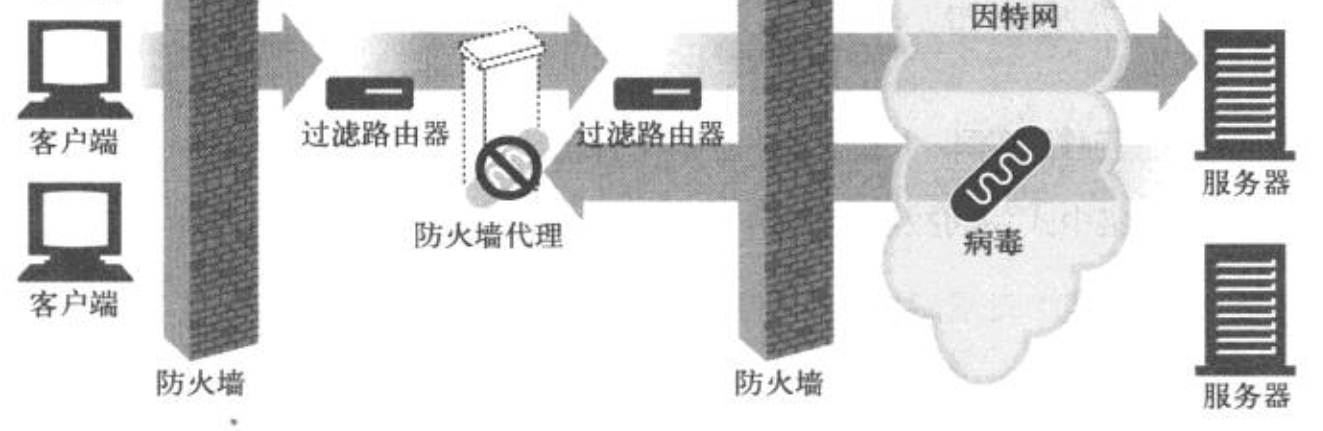 因特网
客户端
过滤路由器
过滤路由器
服务器
防火墙代理
病毒
客户端
防火墙
防火墙
服务器